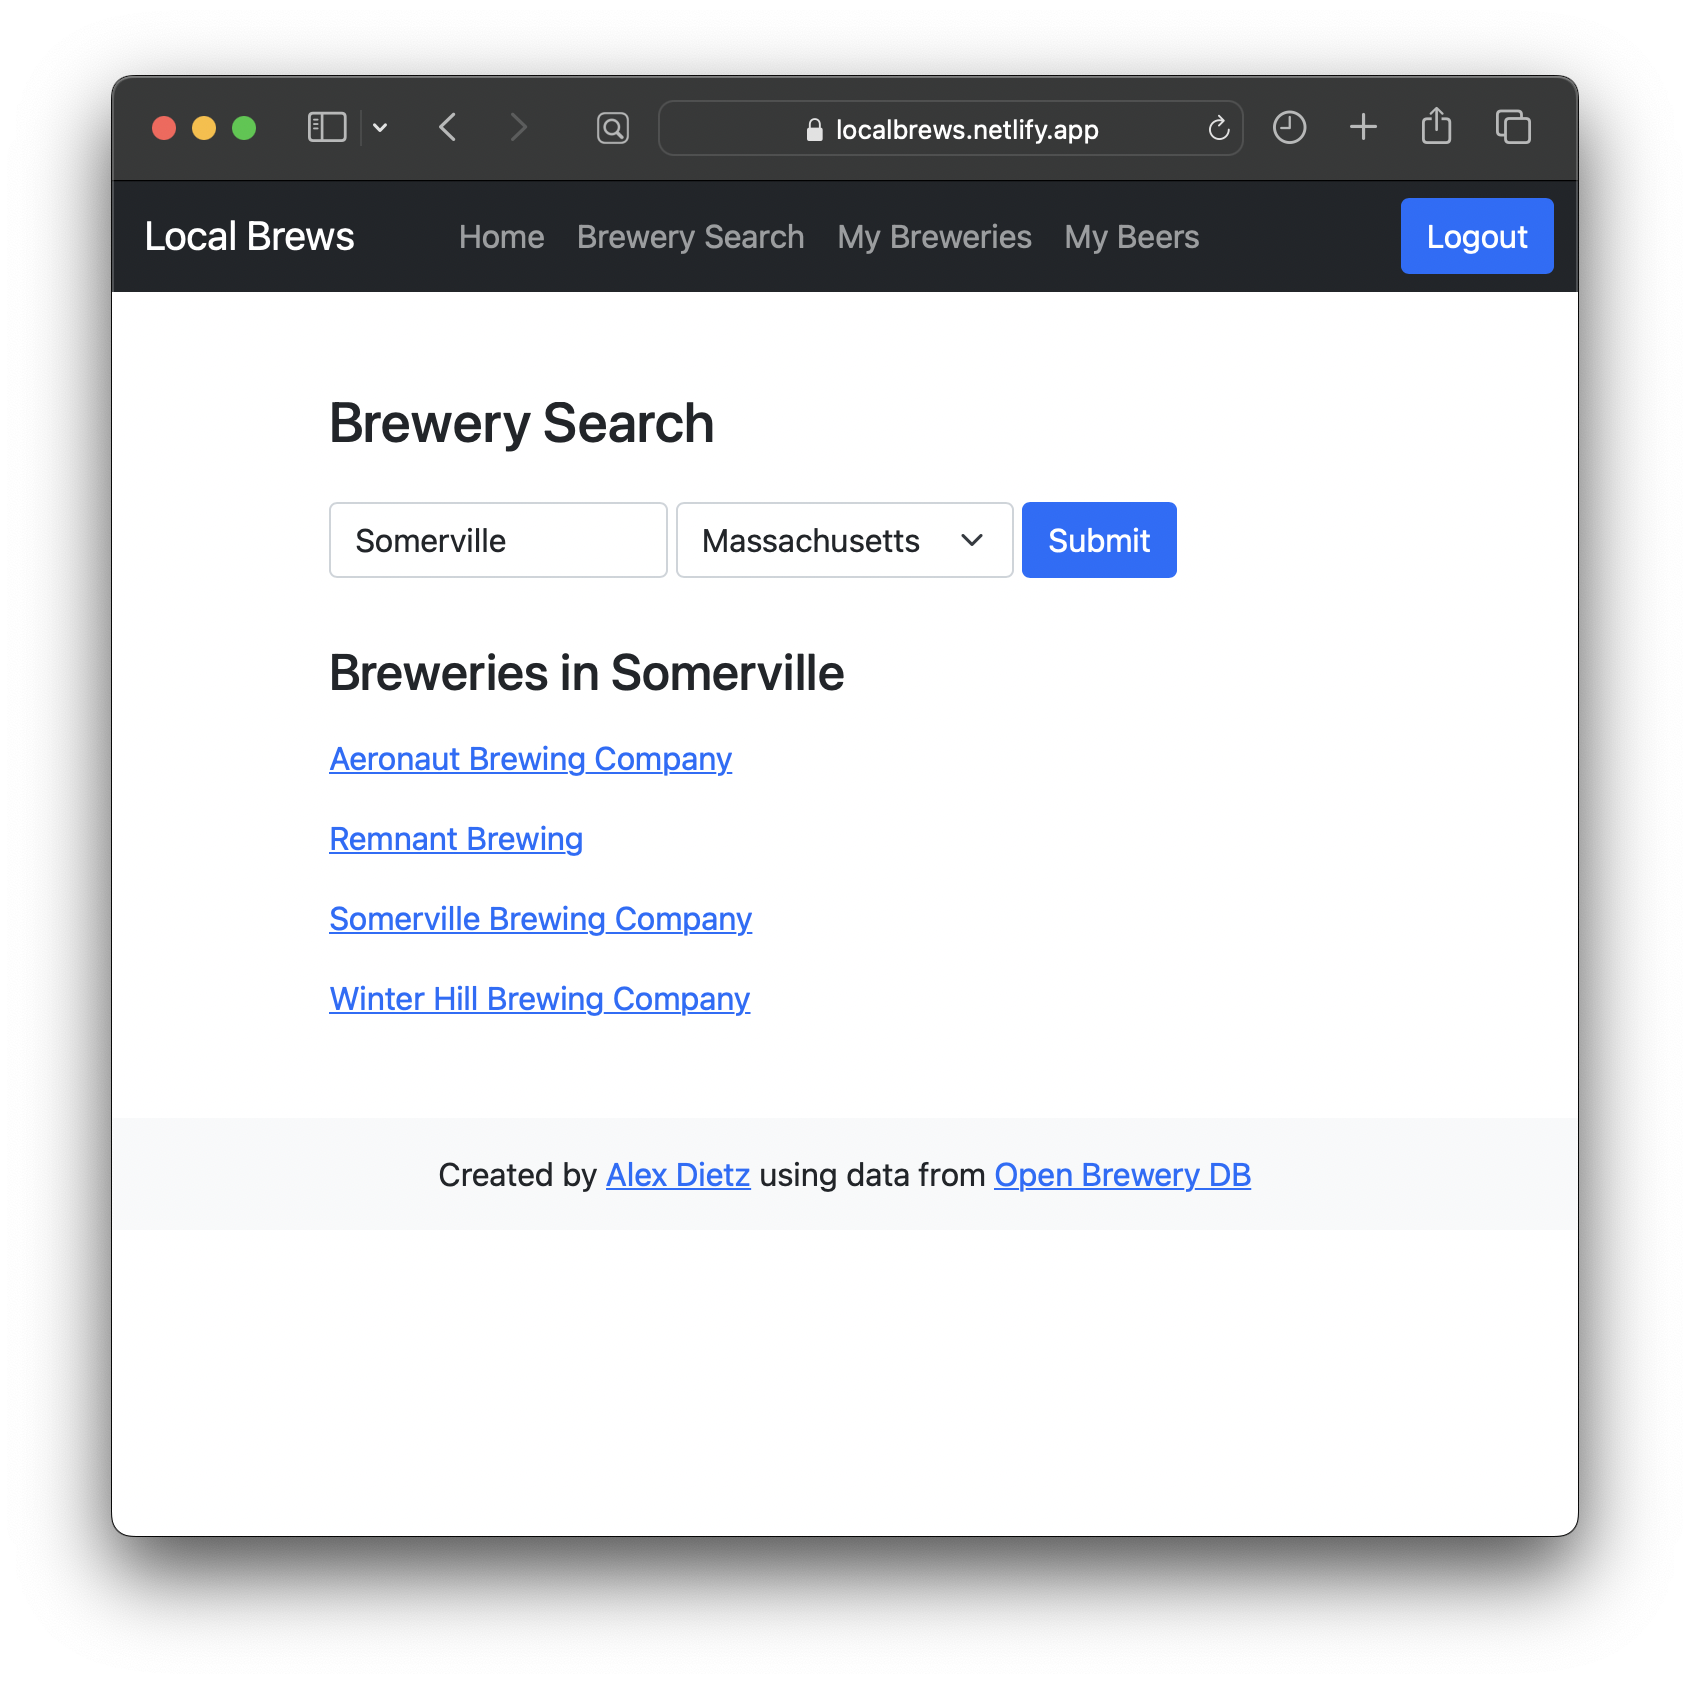 localbrews.netlify.app
Local Brews Home Brewery Search My Breweries My Beers Logout
Brewery Search
Somerville Massachusetts Submit
Breweries in Somerville
Aeronaut Brewing Company
Remnant Brewing
Somerville Brewing Company
Winter Hill Brewing Company
Created by Alex Dietz using data from Open Brewery DB